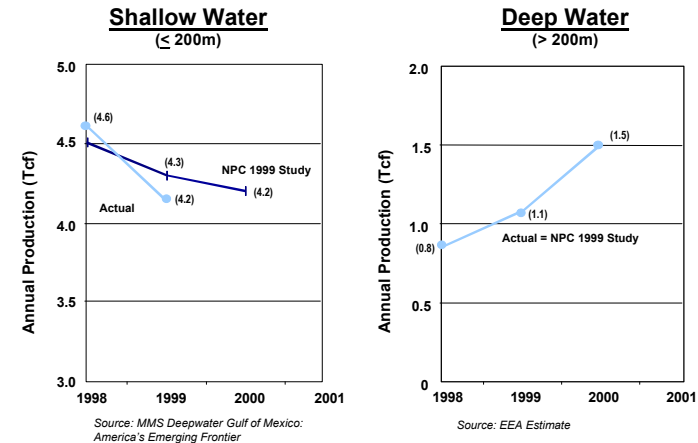 Shallow Water
(≤ 200m)
5.0
4.5
4.0
3.5
3.0
Annual Production (Tcf)
(4.6)
(4.3)
NPC 1999 Study
(4.2)
(4.2)
Actual
1998
1999
2000
2001
Source: MMS Deepwater Gulf of Mexico:
America's Emerging Frontier
Deep Water
(> 200m)
2.0
1.5
1.0
0.5
0
Annual Production (Tcf)
(1.5)
(1.1)
(0.8)
Actual = NPC 1999 Study
1998
1999
2000
2001
Source: EEA Estimate